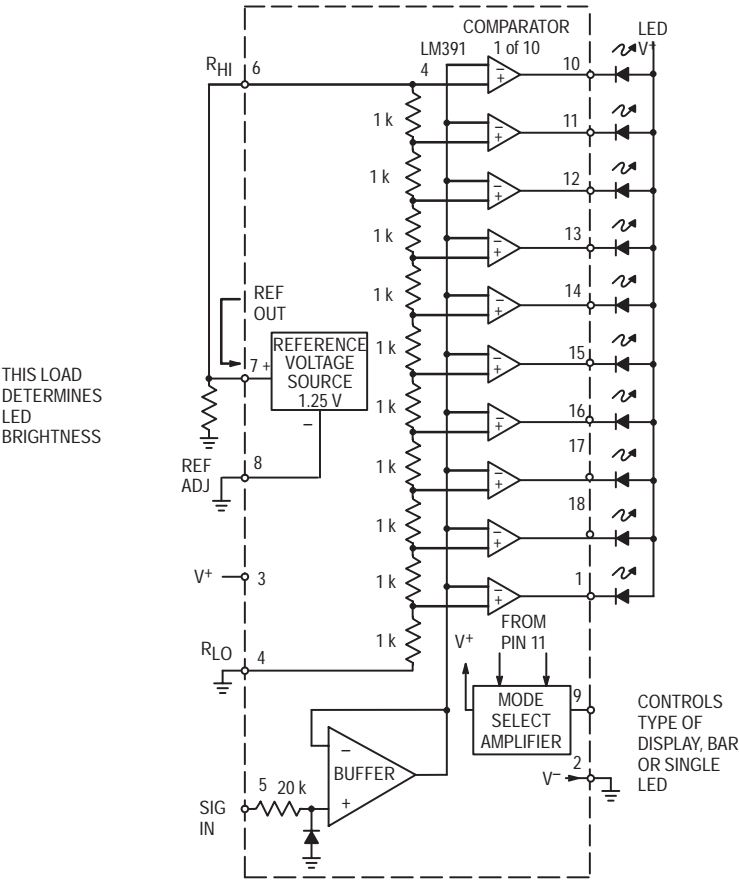 COMPARATOR
1 of 10
LED
V+
LM391
4
RHI
6
10
1 k
11
1 k
12
1 k
13
1 k
14
1 k
15
1 k
16
1 k
17
1 k
18
1 k
1
1 k
REF
OUT
THIS LOAD
DETERMINES
LED
BRIGHTNESS
7
+
REFERENCE
VOLTAGE
SOURCE
1.25 V
−
REF
ADJ
8
V+
3
RLO
4
FROM
PIN 11
V+
MODE
SELECT
AMPLIFIER
9
CONTROLS
TYPE OF
DISPLAY, BAR
OR SINGLE
LED
2
V−
−
BUFFER
+
SIG
IN
5
20 k
−
+
−
+
−
+
−
+
−
+
−
+
−
+
−
+
−
+
−
+